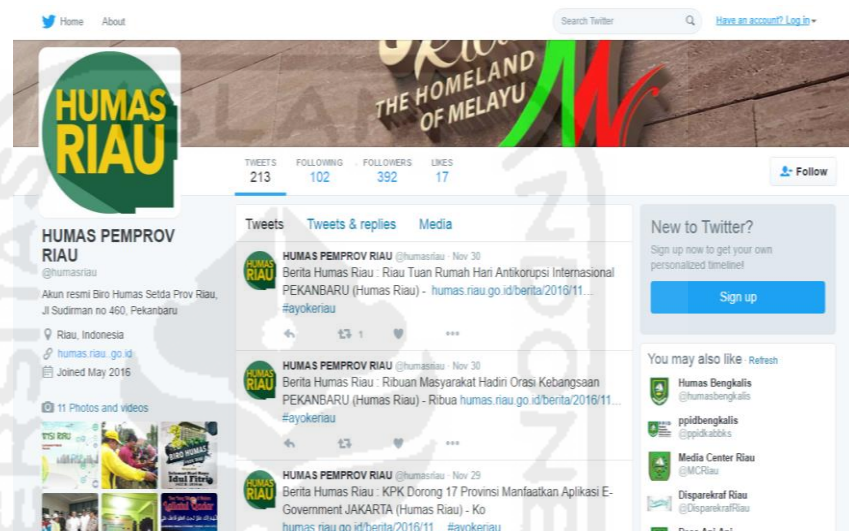 Home About
Search Twitter
Have an account? Log in
THE HOMELAND
OF MELAYU
HUMAS
RIAU
TWEETS FOLLOWING FOLLOWERS LIKES
213 102 392 17
Follow
HUMAS PEMPROV
RIAU
@humasriau
Akun resmi Biro Humas Setda Prov Riau,
Jl Sudirman no 460, Pekanbaru
Riau, Indonesia
humas.riau..go.id
Joined May 2016
11 Photos and videos
BIRO HUMAS
Idul Fitri
Tweets Tweets & replies Media
HUMAS RIAU
HUMAS PEMPROV RIAU @humasriau · Nov 30
Berita Humas Riau : Riau Tuan Rumah Hari Antikorupsi Internasional
PEKANBARU (Humas Riau) - humas.riau.go.id/berita/2016/11...
#ayokeriau
1
HUMAS RIAU
HUMAS PEMPROV RIAU @humasriau · Nov 30
Berita Humas Riau : Ribuan Masyarakat Hadiri Orasi Kebangsaan
PEKANBARU (Humas Riau) - Ribua humas.riau.go.id/berita/2016/11...
#ayokeriau
HUMAS RIAU
HUMAS PEMPROV RIAU @humasriau · Nov 29
Berita Humas Riau : KPK Dorong 17 Provinsi Manfaatkan Aplikasi E-
Government JAKARTA (Humas Riau) - Ko
humas.riau.go.id/berita/2016/11... #ayokeriau
New to Twitter?
Sign up now to get your own
personalized timeline!
Sign up
You may also like · Refresh
Humas Bengkalis
@humasbengkalis
ppidbengkalis
@ppidkabbks
Media Center Riau
@MCRiau
Disparekraf Riau
@DisparekrafRiau